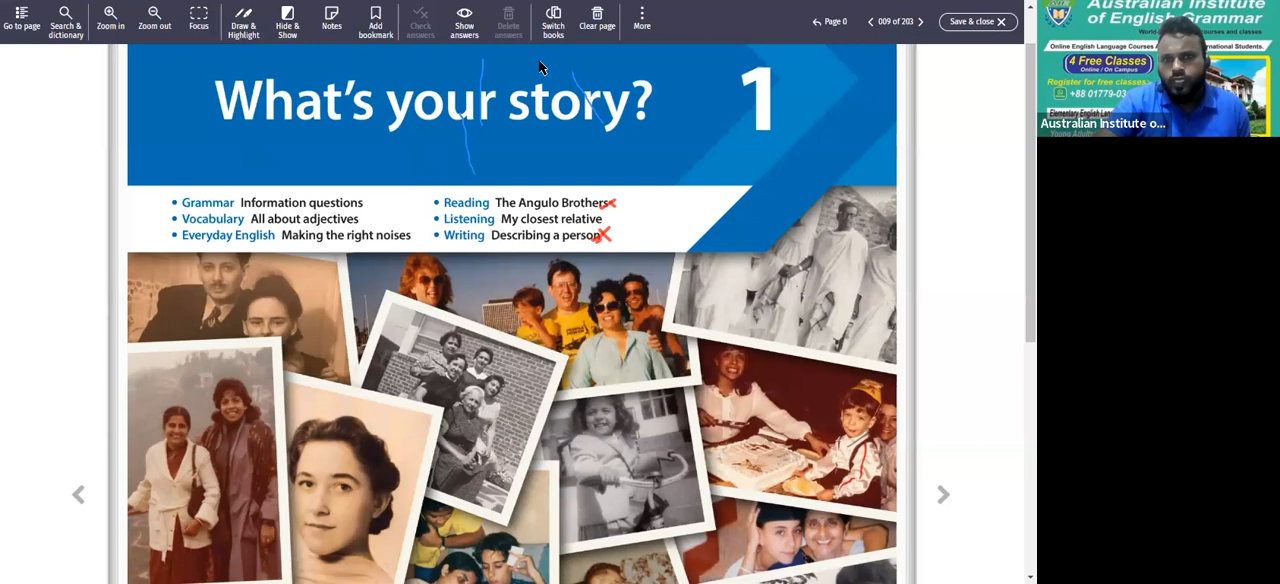 Go to page
Search & dictionary
Zoom in
Zoom out
Focus
Draw & Highlight
Hide & Show
Notes
Add bookmark
Check answers
Show answers
Delete answers
Switch books
Clear page
More
Page 0
009 of 203
Save & close
What's your story?
1
• Grammar Information questions
• Vocabulary All about adjectives
• Everyday English Making the right noises
• Reading The Angulo Brothers
• Listening My closest relative
• Writing Describing a person
Australian Institute
of English Grammar
Online English Language Courses
International Students.
4 Free Classes
Online / On Campus
Register for free classes
+88 01779-03
Australian Institute o...